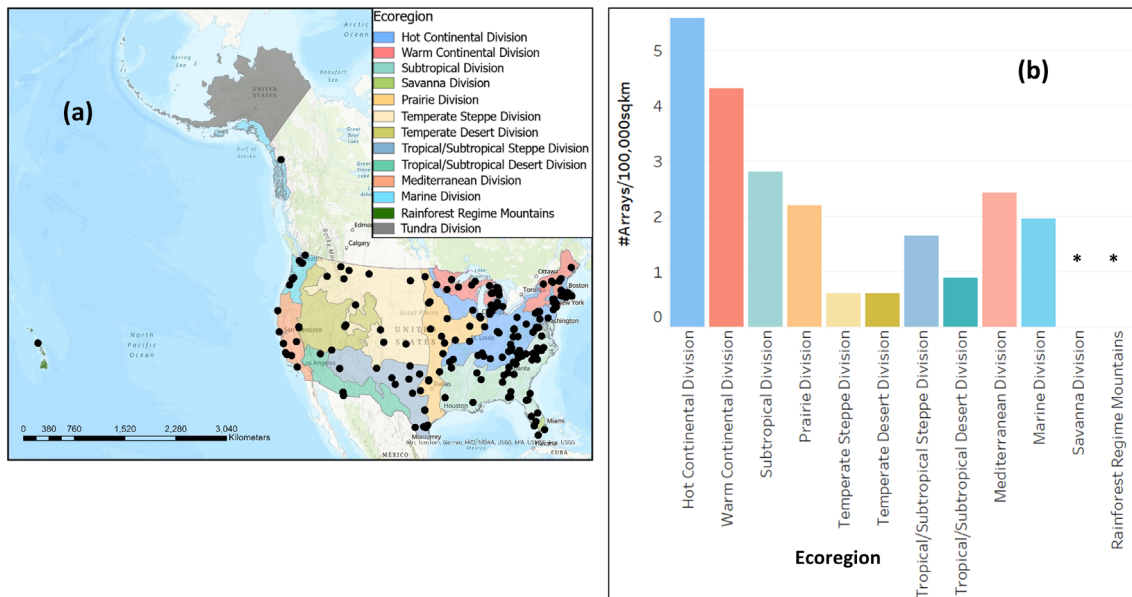 Ecoregion
Hot Continental Division
Warm Continental Division
Subtropical Division
Savanna Division
Prairie Division
Temperate Steppe Division
Temperate Desert Division
Tropical/Subtropical Steppe Division
Tropical/Subtropical Desert Division
Mediterranean Division
Marine Division
Rainforest Regime Mountains
Tundra Division
(a)
Arctic
Ocean
Bering
Sea
Beaufort
Sea
UNITED
STATES
Great
Bear
Lake
Gulf of
Alaska
Calgary
Ottawa
Toronto
Boston
New York
Washington
Great Plains
UNITED
STATES
St. Louis
San Francisco
Los Angeles
Dallas
Houston
Miami
Monterrey
MÉXICO
CUBA
North
Pacific
Ocean
0 380 760 1,520 2,280 3,040
Kilometers
(b)
#Arrays/100,000sqkm
5
4
3
2
1
0
* *
Hot Continental Division
Warm Continental Division
Subtropical Division
Prairie Division
Temperate Steppe Division
Temperate Desert Division
Tropical/Subtropical Steppe Division
Tropical/Subtropical Desert Division
Mediterranean Division
Marine Division
Savanna Division
Rainforest Regime Mountains
Ecoregion